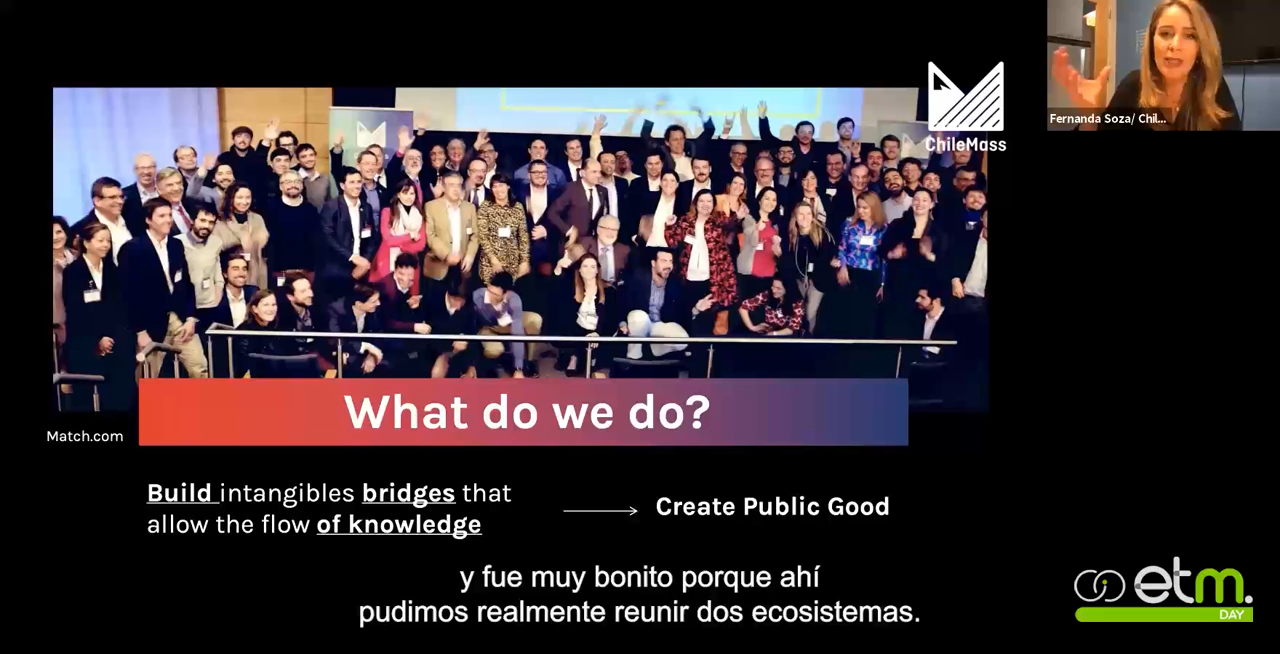 ChileMass
Fernanda Soza/ Chil...
What do we do?
Match.com
Build intangibles bridges that
allow the flow of knowledge
Create Public Good
y fue muy bonito porque ahí
pudimos realmente reunir dos ecosistemas.
etm.
DAY